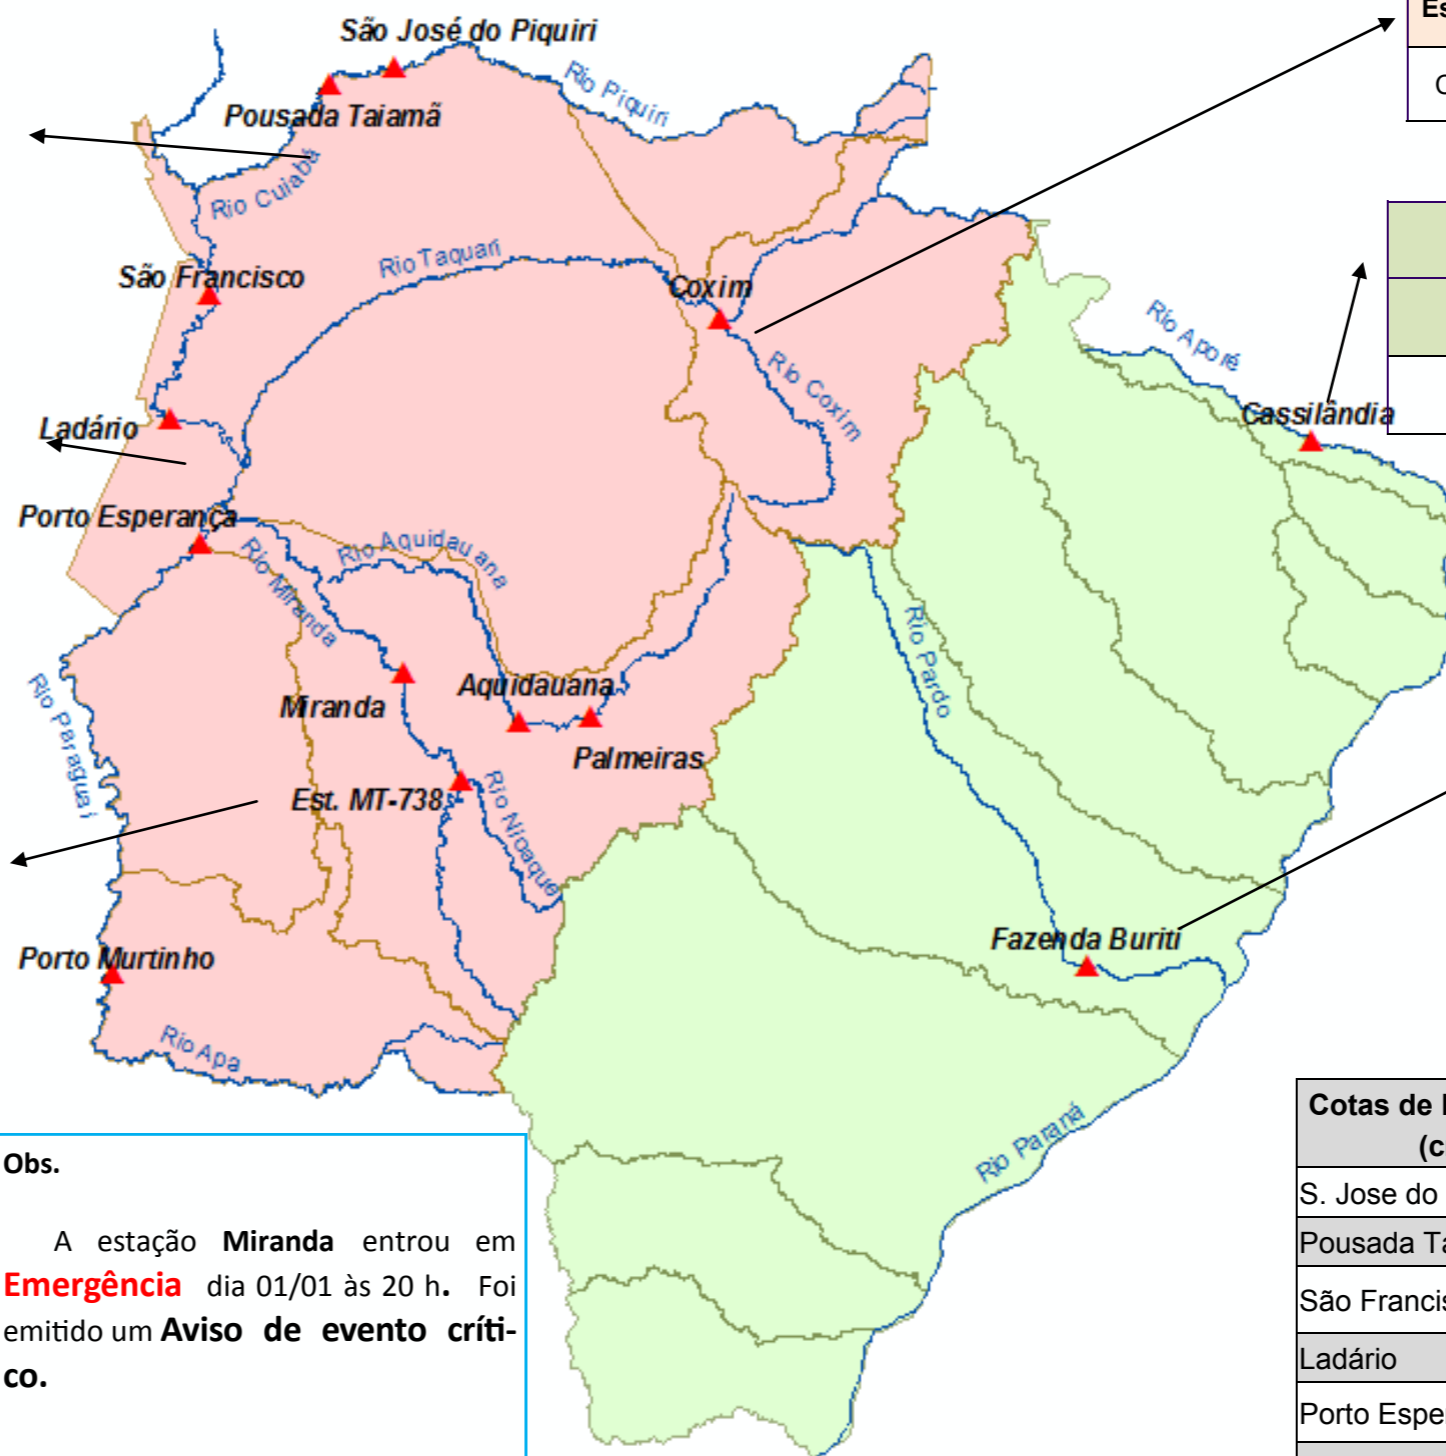 São José do Piquiri
Es
C
Rio Piquiri
Pousada Taiamã
Rio Cuiabá
Rio Taquari
São Francisco
Coxim
Rio Aporé
Rio Coxim
Cassilândia
Ladário
Porto Esperança
Rio Aquidauana
Rio Miranda
Rio Pardo
Aquidauana
Miranda
Rio Paraguai
Palmeiras
Est. MT-738
Rio Nioaque
Fazenda Buriti
Porto Murtinho
Rio Apa
Rio Paraná
Obs.
A estação Miranda entrou em
Emergência dia 01/01 às 20 h. Foi
emitido um Aviso de evento críti-
co.
Cotas de
(c
S. Jose do
Pousada Ta
São Francis
Ladário
Porto Esper